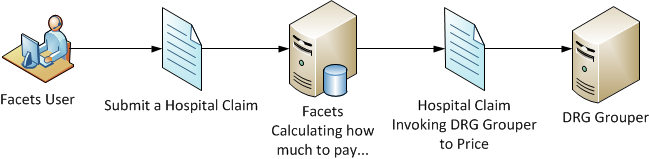 Facets User
Submit a Hospital Claim
Facets
Calculating how
much to pay...
Hospital Claim
Invoking DRG Grouper
to Price
DRG Grouper